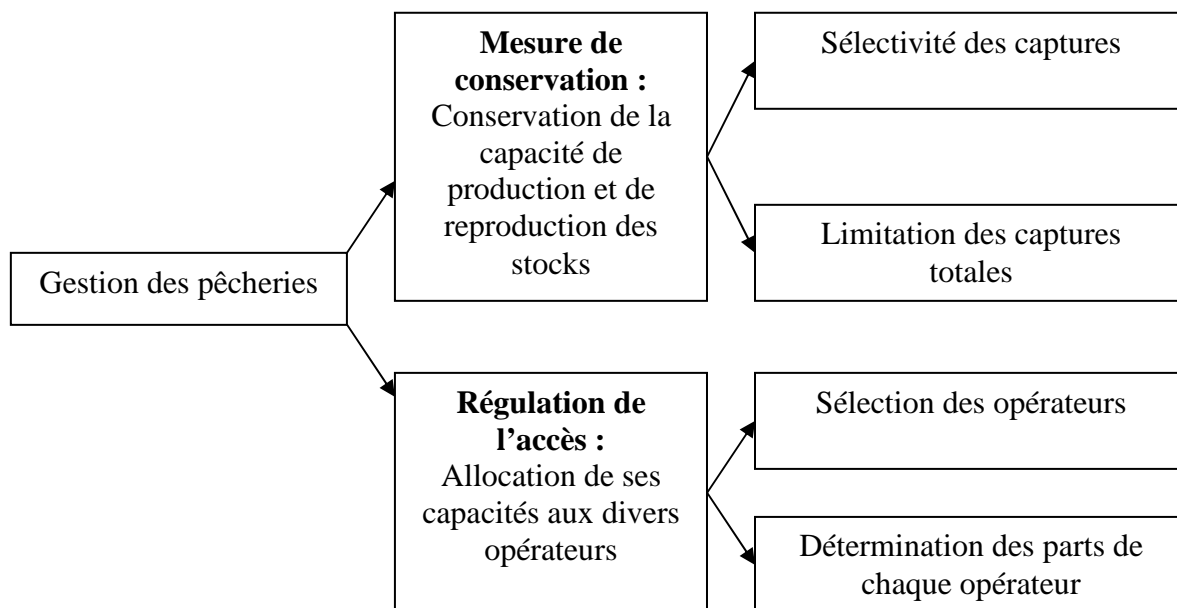 Gestion des pêcheries
Mesure de
conservation :
Conservation de la
capacité de
production et de
reproduction des
stocks
Sélectivité des captures
Limitation des captures
totales
Régulation de
l’accès :
Allocation de ses
capacités aux divers
opérateurs
Sélection des opérateurs
Détermination des parts de
chaque opérateur